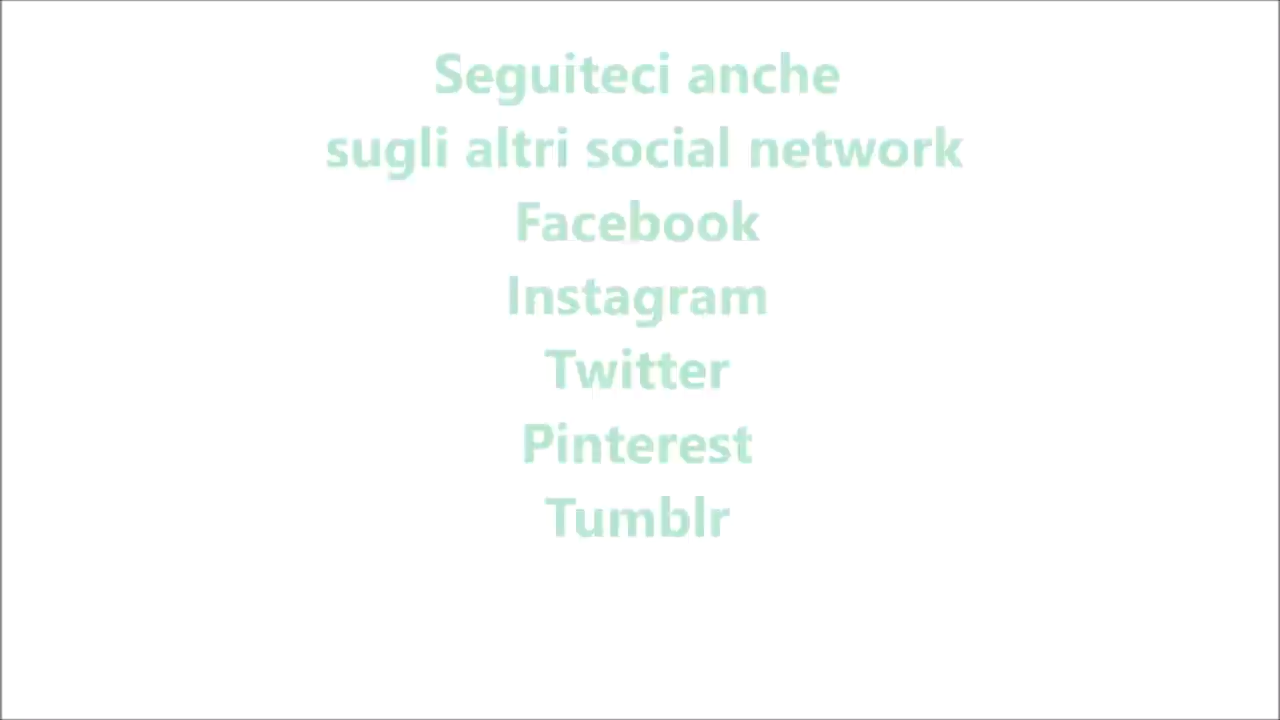 Seguiteci anche
sugli altri social network
Facebook
Instagram
Twitter
Pinterest
Tumblr